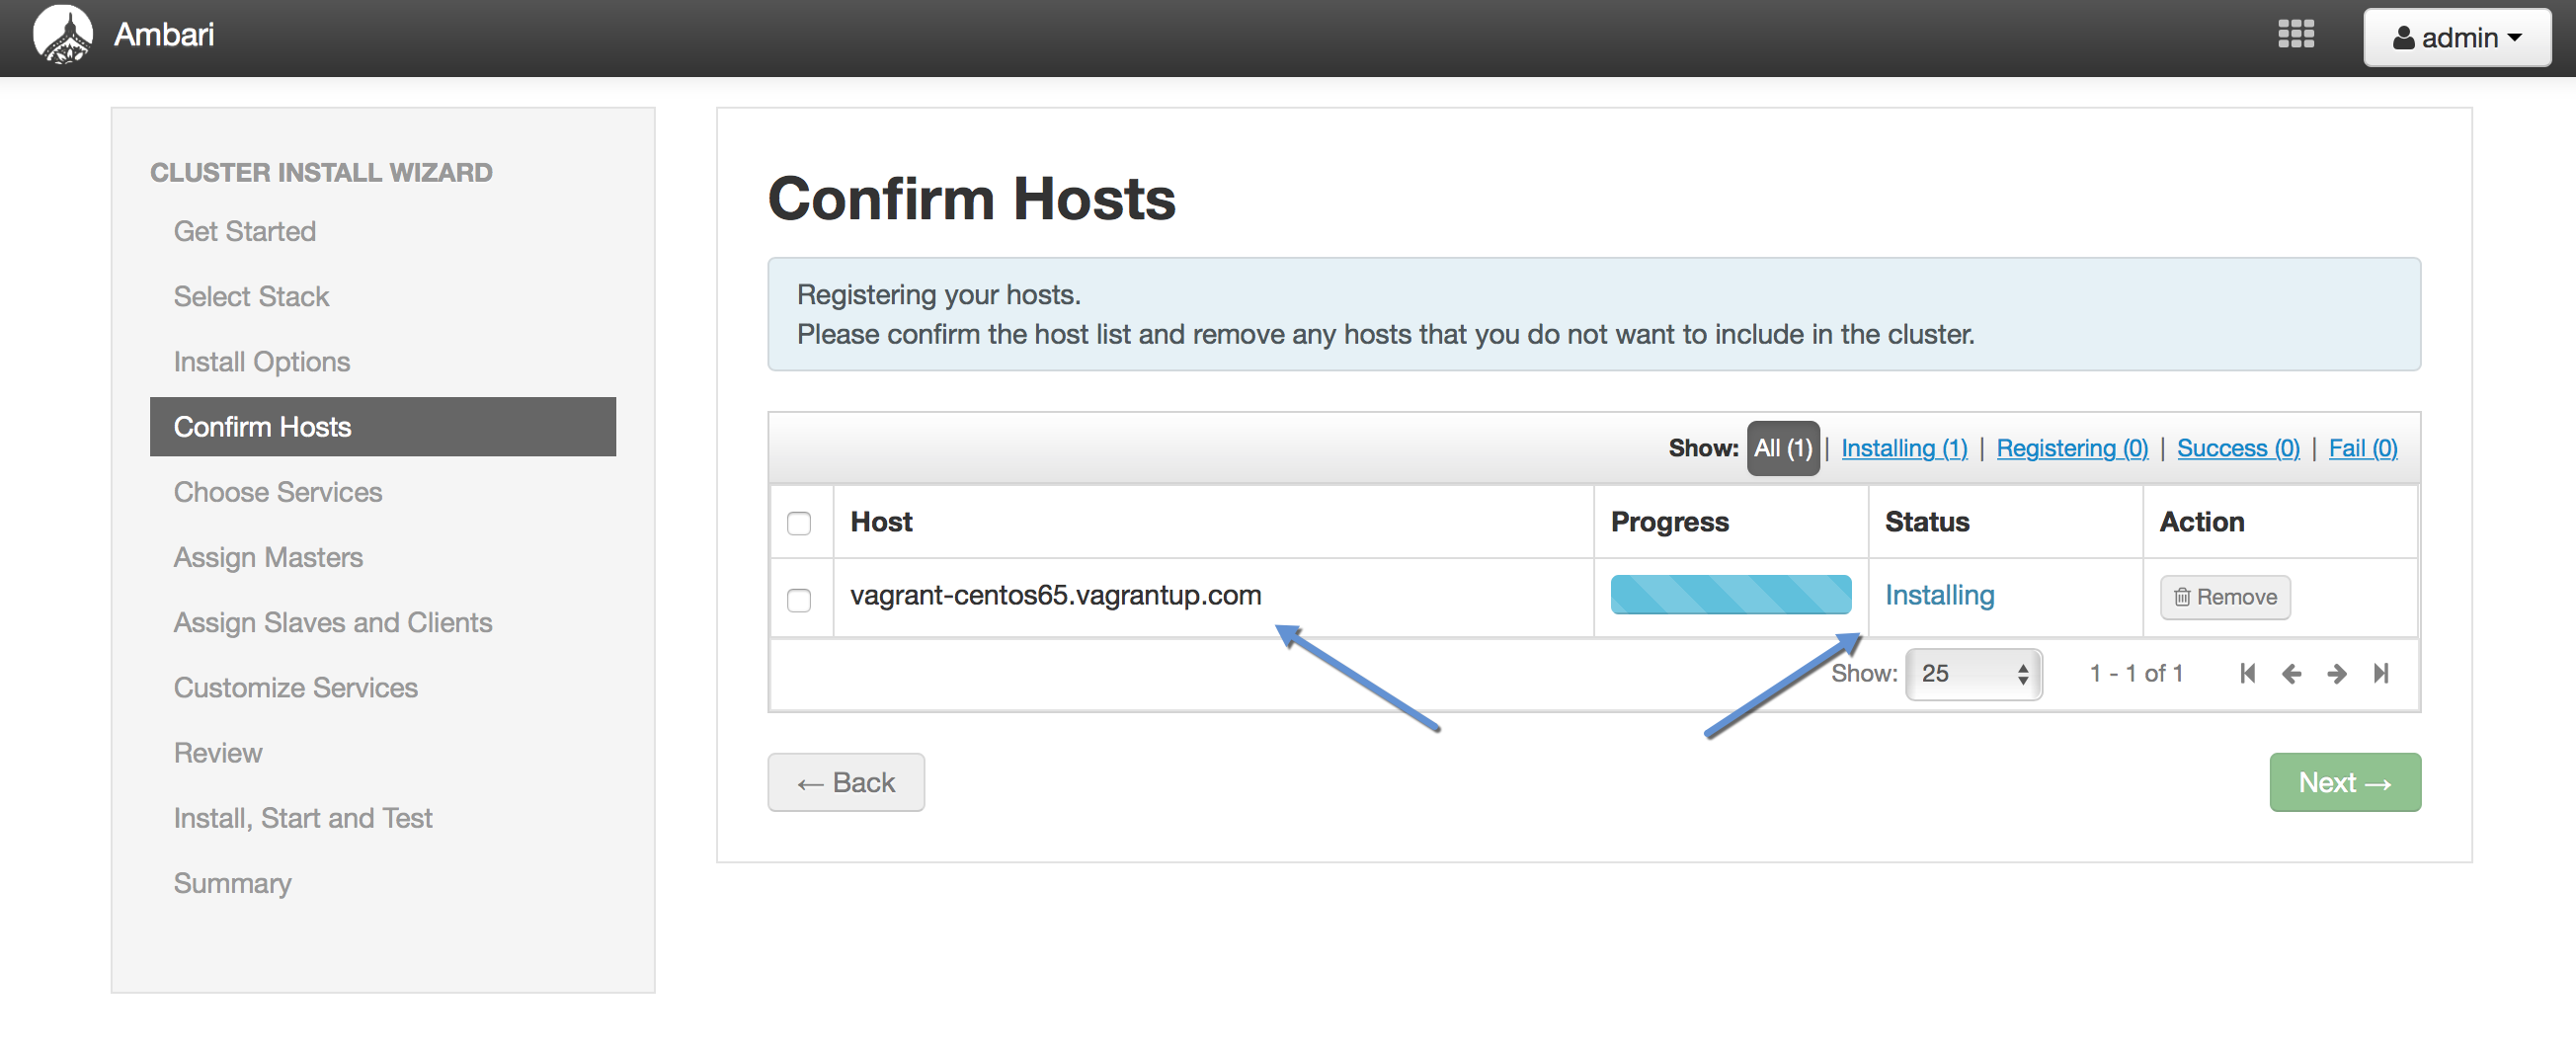 Ambari
admin
CLUSTER INSTALL WIZARD
Get Started
Select Stack
Install Options
Confirm Hosts
Choose Services
Assign Masters
Assign Slaves and Clients
Customize Services
Review
Install, Start and Test
Summary
Confirm Hosts
Registering your hosts.
Please confirm the host list and remove any hosts that you do not want to include in the cluster.
Show: All (1) | Installing (1) | Registering (0) | Success (0) | Fail (0)
Host Progress Status Action
vagrant-centos65.vagrantup.com Installing Remove
Show: 25 1 - 1 of 1
← Back
Next →